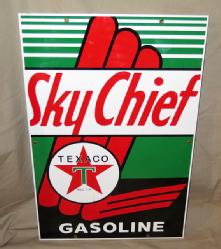 Sky Chief
TEXACO
T
GASOLINE